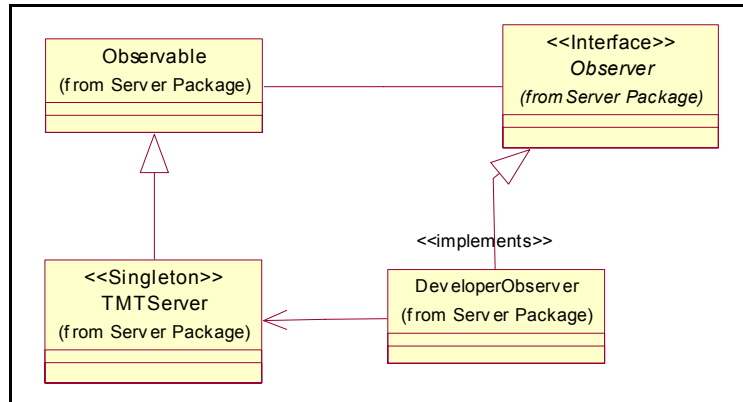 Observable
(from Server Package)
<<Interface>>
Observer
(from Server Package)
<<implements>>
<<Singleton>>
TMTServer
(from Server Package)
DeveloperObserver
(from Server Package)